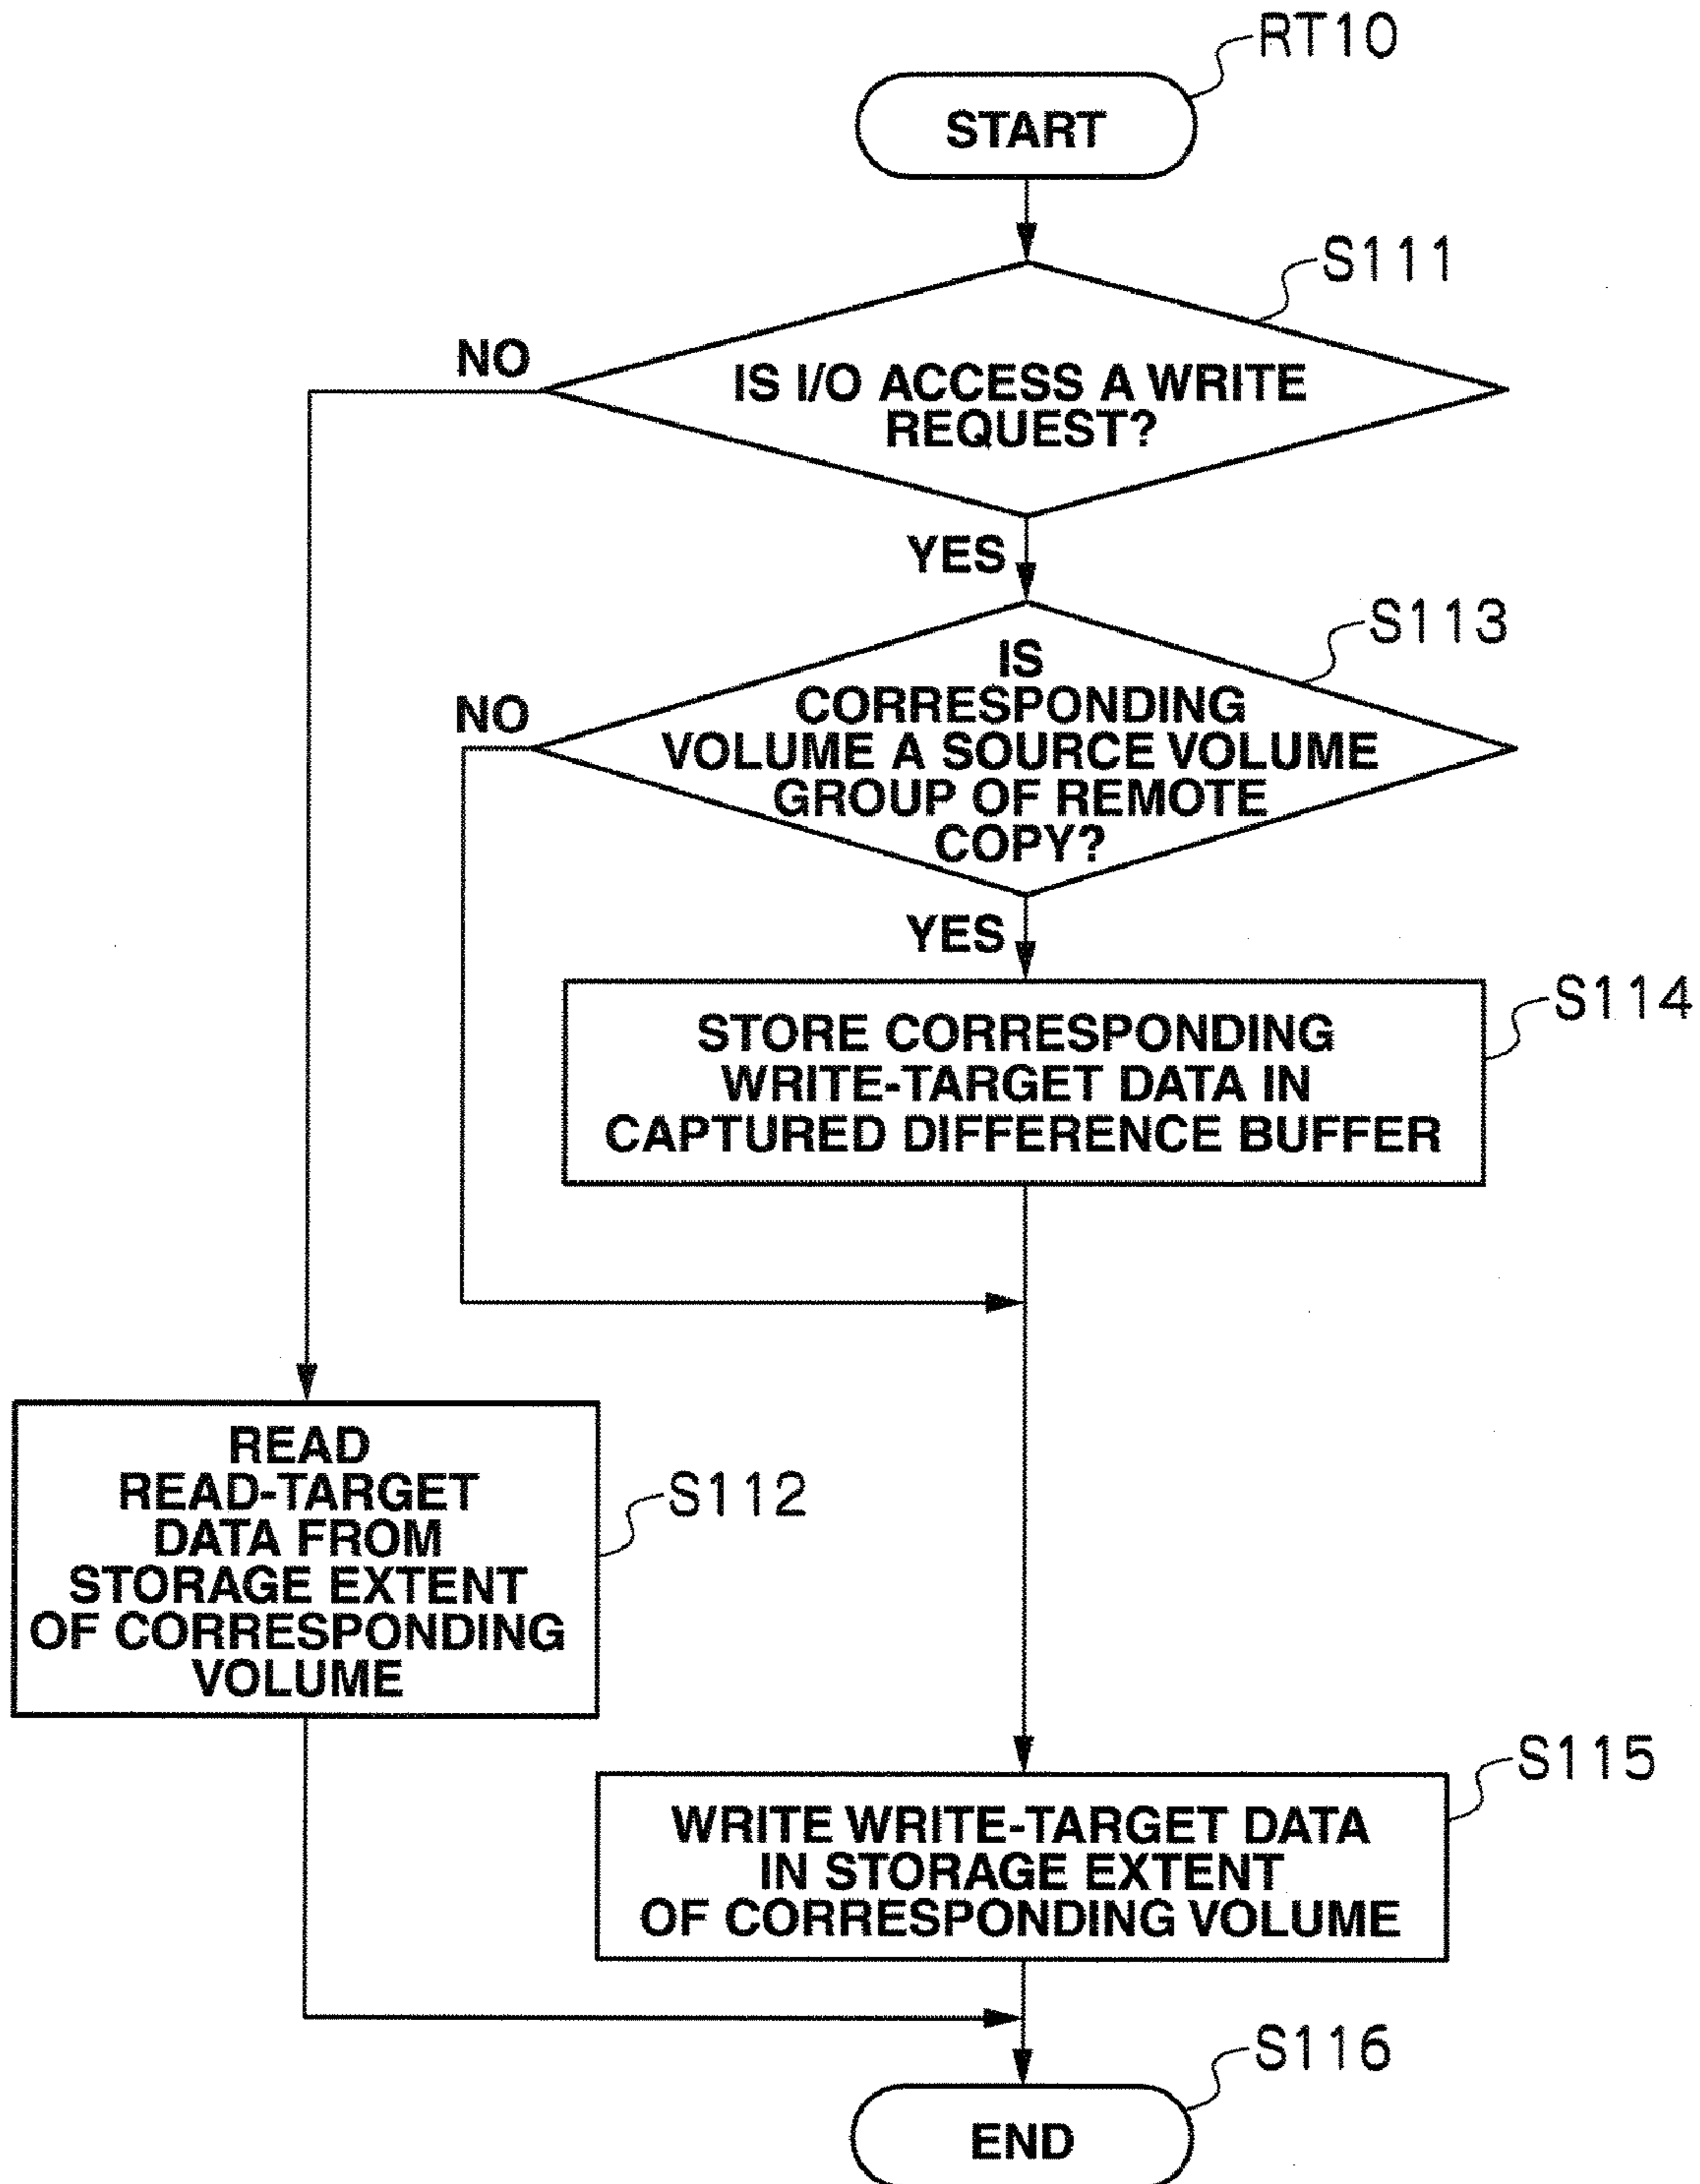 RT10
START
S111
NO
IS I/O ACCESS A WRITE
REQUEST?
YES
S113
NO
IS
CORRESPONDING
VOLUME A SOURCE VOLUME
GROUP OF REMOTE
COPY?
YES
S114
STORE CORRESPONDING
WRITE-TARGET DATA IN
CAPTURED DIFFERENCE BUFFER
READ
READ-TARGET
DATA FROM
STORAGE EXTENT
OF CORRESPONDING
VOLUME
S112
S115
WRITE WRITE-TARGET DATA
IN STORAGE EXTENT
OF CORRESPONDING VOLUME
S116
END